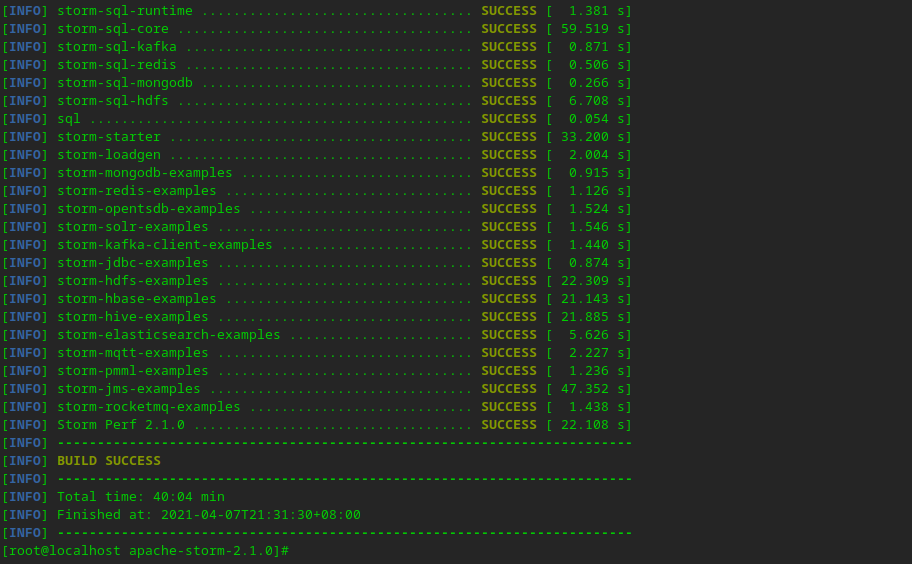 [INFO] storm-sql-runtime .................................. SUCCESS [  1.381 s]
[INFO] storm-sql-core ..................................... SUCCESS [ 59.519 s]
[INFO] storm-sql-kafka .................................... SUCCESS [  0.871 s]
[INFO] storm-sql-redis .................................... SUCCESS [  0.506 s]
[INFO] storm-sql-mongodb .................................. SUCCESS [  0.266 s]
[INFO] storm-sql-hdfs ..................................... SUCCESS [  6.708 s]
[INFO] sql ................................................ SUCCESS [  0.054 s]
[INFO] storm-starter ...................................... SUCCESS [ 33.200 s]
[INFO] storm-loadgen ...................................... SUCCESS [  2.004 s]
[INFO] storm-mongodb-examples ............................. SUCCESS [  0.915 s]
[INFO] storm-redis-examples ............................... SUCCESS [  1.126 s]
[INFO] storm-opentsdb-examples ............................ SUCCESS [  1.524 s]
[INFO] storm-solr-examples ................................ SUCCESS [  1.546 s]
[INFO] storm-kafka-client-examples ........................ SUCCESS [  1.440 s]
[INFO] storm-jdbc-examples ................................ SUCCESS [  0.874 s]
[INFO] storm-hdfs-examples ................................ SUCCESS [ 22.309 s]
[INFO] storm-hbase-examples ............................... SUCCESS [ 21.143 s]
[INFO] storm-hive-examples ................................ SUCCESS [ 21.885 s]
[INFO] storm-elasticsearch-examples ....................... SUCCESS [  5.626 s]
[INFO] storm-mqtt-examples ................................ SUCCESS [  2.227 s]
[INFO] storm-pmml-examples ................................ SUCCESS [  1.236 s]
[INFO] storm-jms-examples ................................. SUCCESS [ 47.352 s]
[INFO] storm-rocketmq-examples ............................ SUCCESS [  1.438 s]
[INFO] Storm Perf 2.1.0 ................................... SUCCESS [ 22.108 s]
[INFO] ------------------------------------------------------------------------
[INFO] BUILD SUCCESS
[INFO] ------------------------------------------------------------------------
[INFO] Total time: 40:04 min
[INFO] Finished at: 2021-04-07T21:31:30+08:00
[INFO] ------------------------------------------------------------------------
[root@localhost apache-storm-2.1.0]#